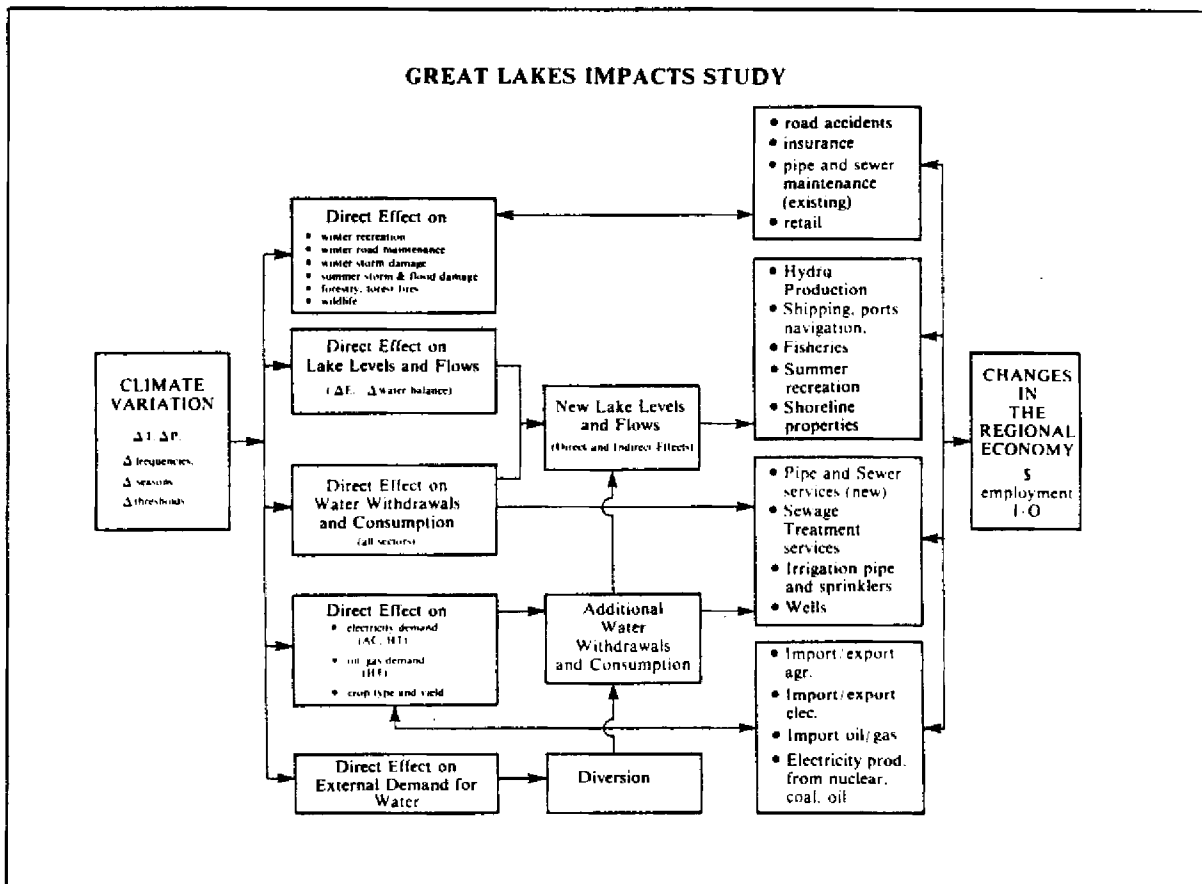 GREAT LAKES IMPACTS STUDY
CLIMATE
VARIATION
Δ T, Δ P,
Δ frequencies,
Δ seasons
Δ thresholds
Direct Effect on
• winter recreation
• winter road maintenance
• winter storm damage
• summer storm & flood damage
• forestry, forest fires
• wildlife
Direct Effect on
Lake Levels and Flows
(ΔE, Δ water balance)
Direct Effect on
Water Withdrawals
and Consumption
(all sectors)
Direct Effect on
• electricity demand
(AC, HT)
• oil/gas demand
• crop type and yield
Direct Effect on
External Demand for
Water
New Lake Levels
and Flows
(Direct and Indirect Effects)
Additional
Water
Withdrawals
and Consumption
Diversion
• road accidents
• insurance
• pipe and sewer
maintenance
(existing)
• retail
• Hydro
Production
• Shipping, ports
navigation,
• Fisheries
• Summer
recreation
• Shoreline
properties
• Pipe and Sewer
services (new)
• Sewage
Treatment
services
• Irrigation pipe
and sprinklers
• Wells
• Import/export
agr.
• Import/export
elec.
• Import oil/gas
• Electricity prod.
from nuclear,
coal, oil
CHANGES
IN
THE
REGIONAL
ECONOMY
$
employment
I-O